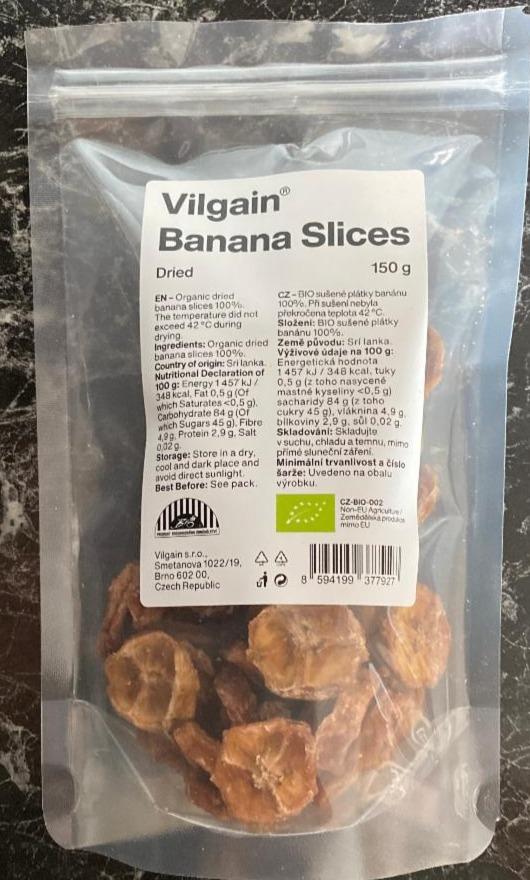 Vilgain®
Banana Slices
Dried
150 g
EN – Organic dried
banana slices 100%.
The temperature did not
exceed 42 °C during
drying.
Ingredients: Organic dried
banana slices 100%.
Country of origin: Sri lanka.
Nutritional Declaration of
100 g: Energy 1 457 kJ /
348 kcal, Fat 0,5 g (Of
which Saturates <0,5 g),
Carbohydrate 84 g (Of
which Sugars 45 g), Fibre
4,9 g, Protein 2,9 g, Salt
0,02 g.
Storage: Store in a dry,
cool and dark place and
avoid direct sunlight.
Best Before: See pack.
CZ – BIO sušené plátky banánu
100%. Při sušení nebyla
překročena teplota 42 °C.
Složení: BIO sušené plátky
banánu 100%.
Země původu: Srí lanka.
Výživové údaje na 100 g:
Energetická hodnota
1 457 kJ / 348 kcal, tuky
0,5 g (z toho nasycené
mastné kyseliny <0,5 g)
sacharidy 84 g (z toho
cukry 45 g), vláknina 4,9 g,
bílkoviny 2,9 g, sůl 0,02 g.
Skladování: Skladujte
v suchu, chladu a temnu, mimo
přímé sluneční záření.
Minimální trvanlivost a číslo
šarže: Uvedeno na obalu
výrobku.
BIO
PRODUKT EKOLOGICKÉHO ZEMĚDĚLSTVÍ
CZ-BIO-002
Non-EU Agriculture/
Zemědělská produkce
mimo EU
Vilgain s.r.o.,
Smetanova 1022/19,
Brno 602 00,
Czech Republic
8 594199 377927